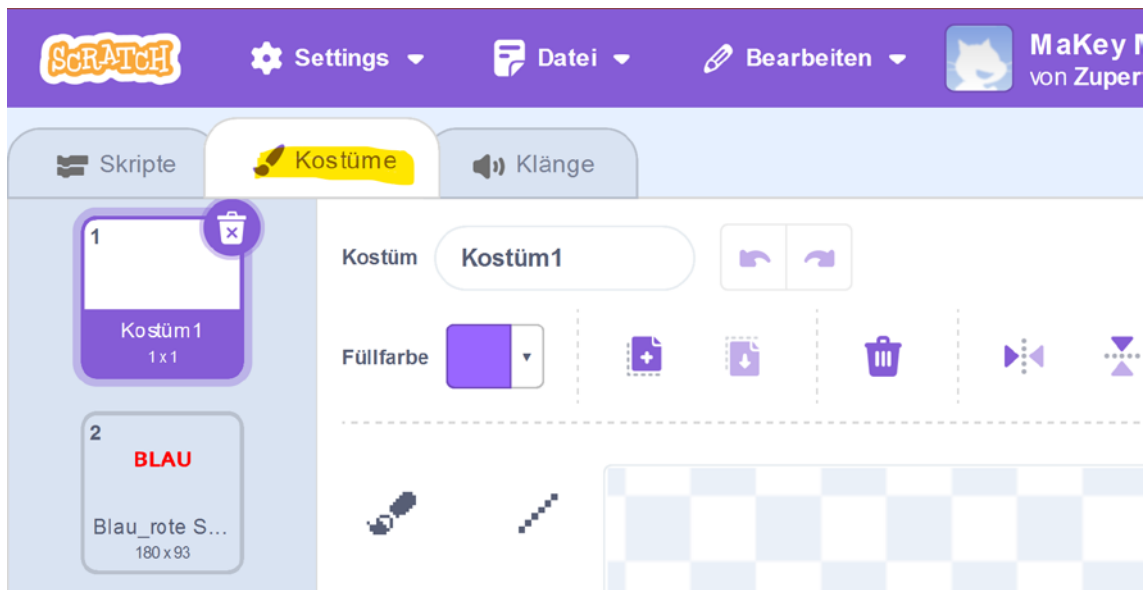 SCRATCH Settings Datei Bearbeiten MaKey
von Zuper
Skripte Kostüme Klänge
1
Kostüm1
1 x 1
Kostüm Kostüm1
Füllfarbe
2
BLAU
Blau_rote S...
180 x 93